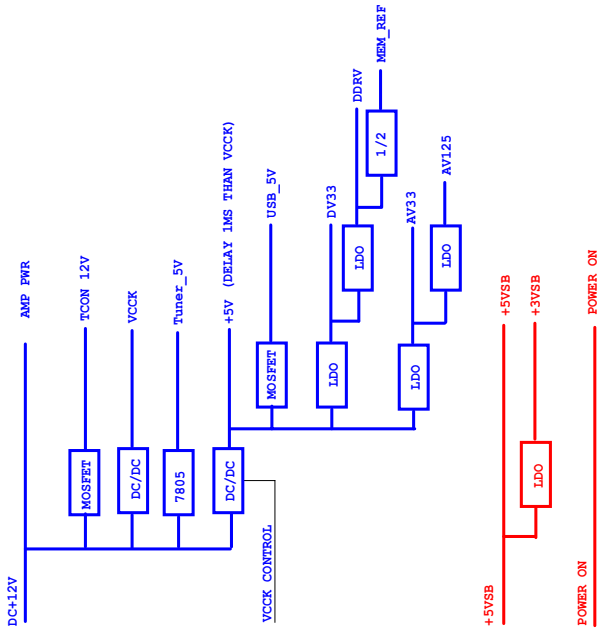 DC+12V
AMP PWR
MOSFET
TCON 12V
DC/DC
VCCK
7805
Tuner_5V
DC/DC
+5V (DELAY 1MS THAN VCCK)
VCCK CONTROL
MOSFET
USB_5V
LDO
DV33
LDO
DDRV
1/2
MEM_REF
LDO
AV33
LDO
AV125
+5VSB
+5VSB
LDO
+3VSB
POWER ON
POWER ON